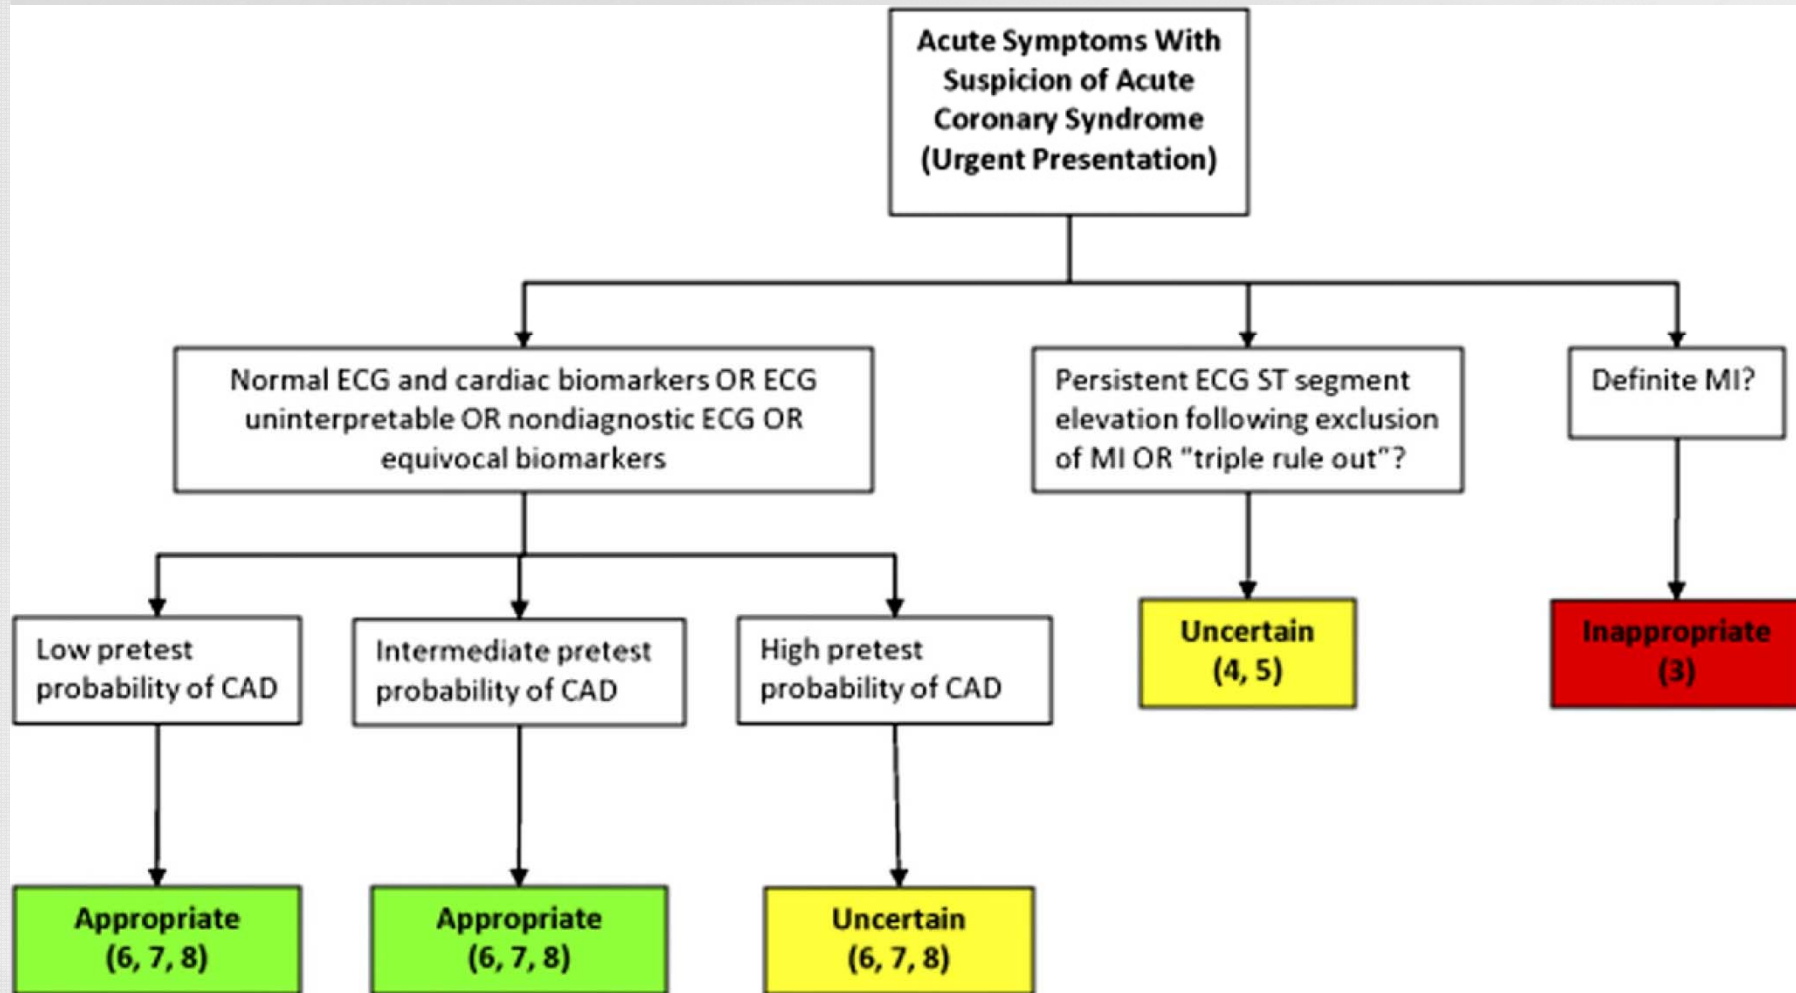 Acute Symptoms With
Suspicion of Acute
Coronary Syndrome
(Urgent Presentation)
Normal ECG and cardiac biomarkers OR ECG
uninterpretable OR nondiagnostic ECG OR
equivocal biomarkers
Persistent ECG ST segment
elevation following exclusion
of MI OR "triple rule out"?
Definite MI?
Low pretest
probability of CAD
Intermediate pretest
probability of CAD
High pretest
probability of CAD
Uncertain
(4, 5)
Inappropriate
(3)
Appropriate
(6, 7, 8)
Appropriate
(6, 7, 8)
Uncertain
(6, 7, 8)